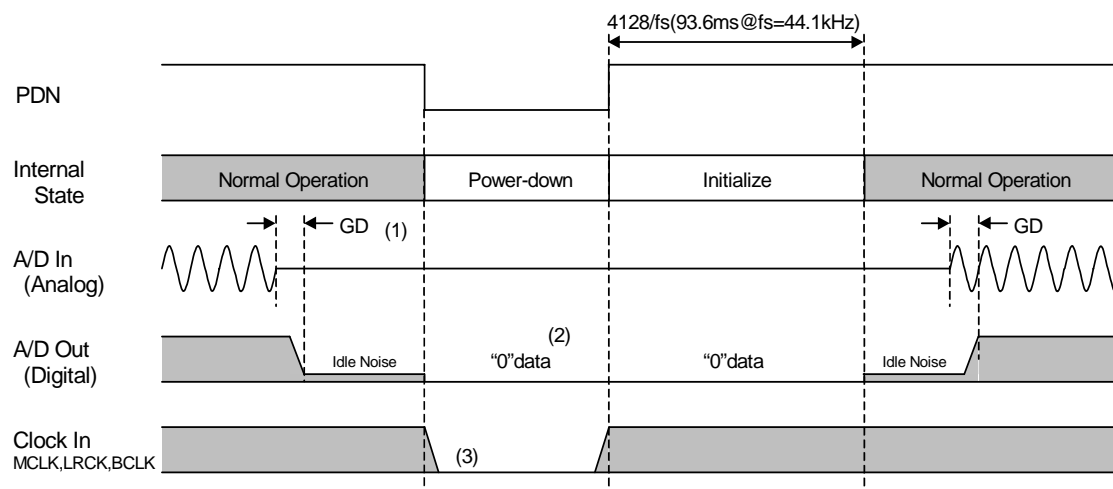 4128/fs(93.6ms@fs=44.1kHz)
PDN
Internal
State
Normal Operation
Power-down
Initialize
Normal Operation
GD
(1)
GD
A/D In
(Analog)
A/D Out
(Digital)
Idle Noise
(2)
“0”data
“0”data
Idle Noise
Clock In
MCLK,LRCK,BCLK
(3)